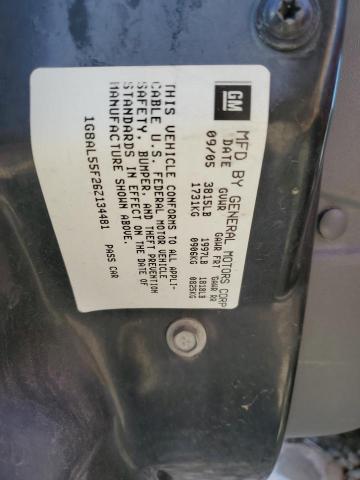 GM
MFD BY GENERAL MOTORS CORP
DATE GVWR GAWR FRT GAWR RR
09/05 3815LB 1997LB 1818LB
1731KG 0906KG 0825KG
THIS VEHICLE CONFORMS TO ALL APPLI-
CABLE U.S. FEDERAL MOTOR VEHICLE
SAFETY, BUMPER, AND THEFT PREVENTION
STANDARDS IN EFFECT ON THE DATE OF
MANUFACTURE SHOWN ABOVE.
1G8AL55F26Z134481 PASS CAR